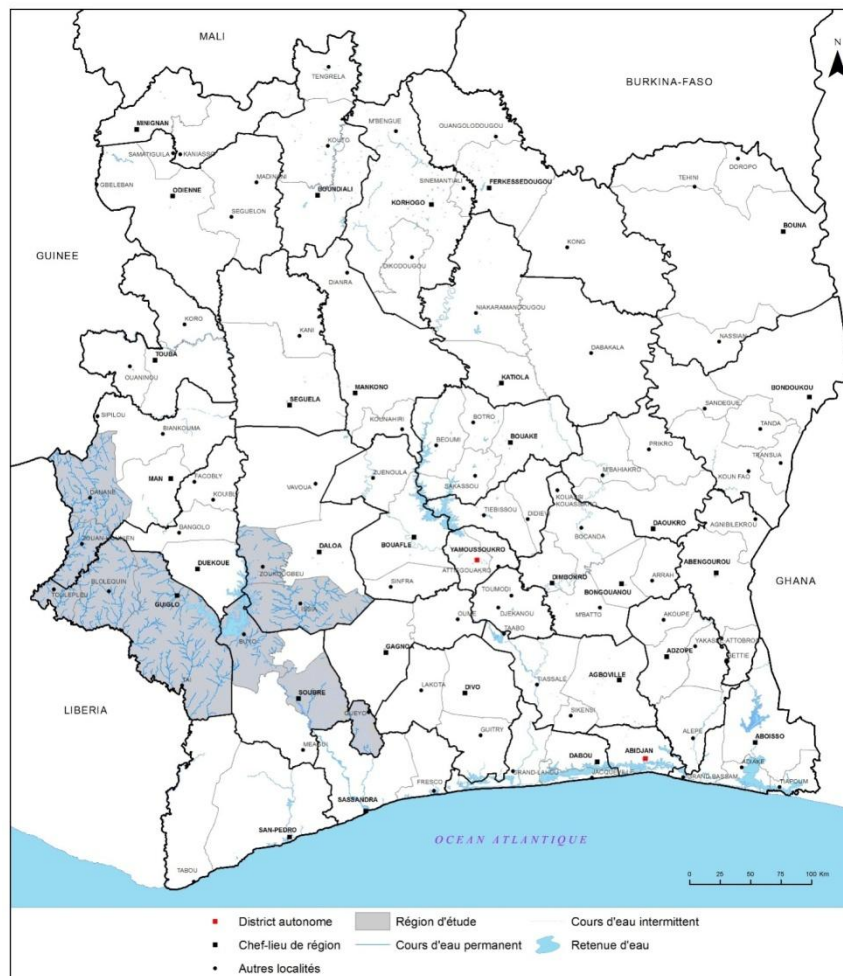 MALI
N
TENGRELA
BURKINA-FASO
M'BENGUE
OUANGOLODOUGOU
MINIGNAN
KOUTO
SAMATIGUILA
KANIASSO
DOROPO
TEHINI
GBELEBAN
MADINANI
SINEMANTIALI
ODIENNE
BOUNDIALI
FERKESSEDOUGOU
KORHOGO
SEGUELON
BOUNA
GUINEE
KONG
DIKODOUGOU
DIANRA
NIAKARAMANDOUGOU
KORO
KANI
NASSIAN
DABAKALA
TOUBA
OUANINOU
KATIOLA
MANKONO
BONDOUKOU
SEGUELA
SIPILOU
SANDEGUE
BOTRO
KOUNAHIRI
TANDA
BIANKOUMA
BEOUMI
BOUAKE
PRIKRO
TRANSUA
MAN
FACOBLY
ZUENOULA
SAKASSOU
M'BAHIAKRO
KOUN FAO
VAVOUA
DANANE
KOUIBLY
KOUASSI
KOUASSIKRO
TIEBISSOU
DIDIEVI
AGNIBILEKROU
DAOUKRO
BANGOLO
BOCANDA
BOUAFLE
YAMOUSSOUKRO
DALOA
ATTIEGOUAKRO
DUEKOUE
ABENGOUROU
DIMBOKRO
BONGOUANOU
ARRAH
GHANA
SINFRA
TOUMODI
TOULEPLEU
BLOLEQUIN
GUIGLO
ISSIA
DJEKANOU
M'BATTO
OUME
AKOUPE
TAABO
BUYO
YAKASSE-ATTOBROU
BETTIE
GAGNOA
ADZOPE
TAI
AGBOVILLE
LAKOTA
DIVO
LIBERIA
SOUBRE
GUEYO
SIKENSI
GUITRY
ALEPE
ABOISSO
MEAGUI
DABOU
ABIDJAN
ADIAKE
GRAND-LAHOU
JACQUEVILLE
GRAND BASSAM
TIAPOUM
FRESCO
SASSANDRA
SAN-PEDRO
OCEAN ATLANTIQUE
TABOU
0 25 50 75 100 Km
District autonome
Région d'étude
Cours d'eau intermittent
Chef-lieu de région
Cours d'eau permanent
Retenue d'eau
Autres localités